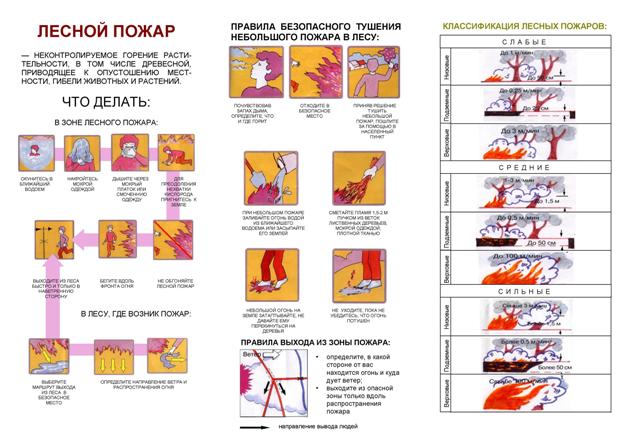 ЛЕСНОЙ ПОЖАР
— НЕКОНТРОЛИРУЕМОЕ ГОРЕНИЕ РАСТИ-
ТЕЛЬНОСТИ, В ТОМ ЧИСЛЕ ДРЕВЕСНОЙ,
ПРИВОДЯЩЕЕ К ОПУСТОШЕНИЮ МЕСТ-
НОСТИ, ГИБЕЛИ ЖИВОТНЫХ И РАСТЕНИЙ.
ЧТО ДЕЛАТЬ:
В ЗОНЕ ЛЕСНОГО ПОЖАРА:
ОКУНИТЕСЬ В
БЛИЖАЙШИЙ
ВОДОЕМ
НАКРОЙТЕСЬ
МОКРОЙ
ОДЕЖДОЙ
ДЫШИТЕ ЧЕРЕЗ
МОКРЫЙ
ПЛАТОК ИЛИ
СМОЧЕННУЮ
ОДЕЖДУ
ДЛЯ
ПРЕОДОЛЕНИЯ
НЕХВАТКИ
КИСЛОРОДА
ПРИГНИТЕСЬ К
ЗЕМЛЕ
ВЫХОДИТЕ ИЗ ЛЕСА
БЫСТРО И ТОЛЬКО В
НАВЕТРЕННУЮ
СТОРОНУ
БЕГИТЕ ВДОЛЬ
ФРОНТА ОГНЯ
НЕ ОБГОНЯЙТЕ
ЛЕСНОЙ ПОЖАР
В ЛЕСУ, ГДЕ ВОЗНИК ПОЖАР:
ВЫБЕРИТЕ
МАРШРУТ ВЫХОДА
ИЗ ЛЕСА В
БЕЗОПАСНОЕ
МЕСТО
ОПРЕДЕЛИТЕ НАПРАВЛЕНИЕ ВЕТРА И
РАСПРОСТРАНЕНИЯ ОГНЯ
ПРАВИЛА БЕЗОПАСНОГО ТУШЕНИЯ
НЕБОЛЬШОГО ПОЖАРА В ЛЕСУ:
ПОЧУВСТВОВАВ
ЗАПАХ ДЫМА,
ОПРЕДЕЛИТЕ, ЧТО
И ГДЕ ГОРИТ
ОТХОДИТЕ В
БЕЗОПАСНОЕ
МЕСТО
ПРИНЯВ РЕШЕНИЕ
ТУШИТЬ
НЕБОЛЬШОЙ
ПОЖАР, ПОШЛИТЕ
ЗА ПОМОЩЬЮ В
НАСЕЛЕННЫЙ
ПУНКТ
ПРИ НЕБОЛЬШОМ ПОЖАРЕ
ЗАЛИВАЙТЕ ОГОНЬ ВОДОЙ
ИЗ БЛИЖАЙШЕГО
ВОДОЕМА ИЛИ ЗАСЫПАЙТЕ
ЕГО ЗЕМЛЕЙ
СМЕТАЙТЕ ПЛАМЯ 1,5-2 М
ПУЧКОМ ИЗ ВЕТОК
ЛИСТВЕННЫХ ДЕРЕВЬЕВ,
МОКРОЙ ОДЕЖДОЙ,
ПЛОТНОЙ ТКАНЬЮ
НЕБОЛЬШОЙ ОГОНЬ НА
ЗЕМЛЕ ЗАТАПТЫВАЙТЕ, НЕ
ДАВАЙТЕ ЕМУ
ПЕРЕКИНУТЬСЯ НА
ДЕРЕВЬЯ
НЕ УХОДИТЕ, ПОКА НЕ
УБЕДИТЕСЬ, ЧТО ОГОНЬ
ПОТУШЕН
ПРАВИЛА ВЫХОДА ИЗ ЗОНЫ ПОЖАРА:
Ветер
• определите, в какой
стороне от вас
находится огонь и куда
дует ветер;
• выходите из опасной
зоны только вдоль
распространения
пожара
направление вывода людей
КЛАССИФИКАЦИЯ ЛЕСНЫХ ПОЖАРОВ:
СЛАБЫЕ
Низовые
До 1 м/мин
Подземные
До 0,25 м/мин
До 25 см
Верховые
До 3 м/мин
СРЕДНИЕ
Низовые
1-3 м/мин
До 1,5 м
Подземные
До 0,5 м/мин
До 50 см
Верховые
До 100 м/мин
СИЛЬНЫЕ
Низовые
Свыше 3 м/мин
Подземные
Более 0,5 м/мин
Более 50 см
Верховые
Свыше 100 м/мин